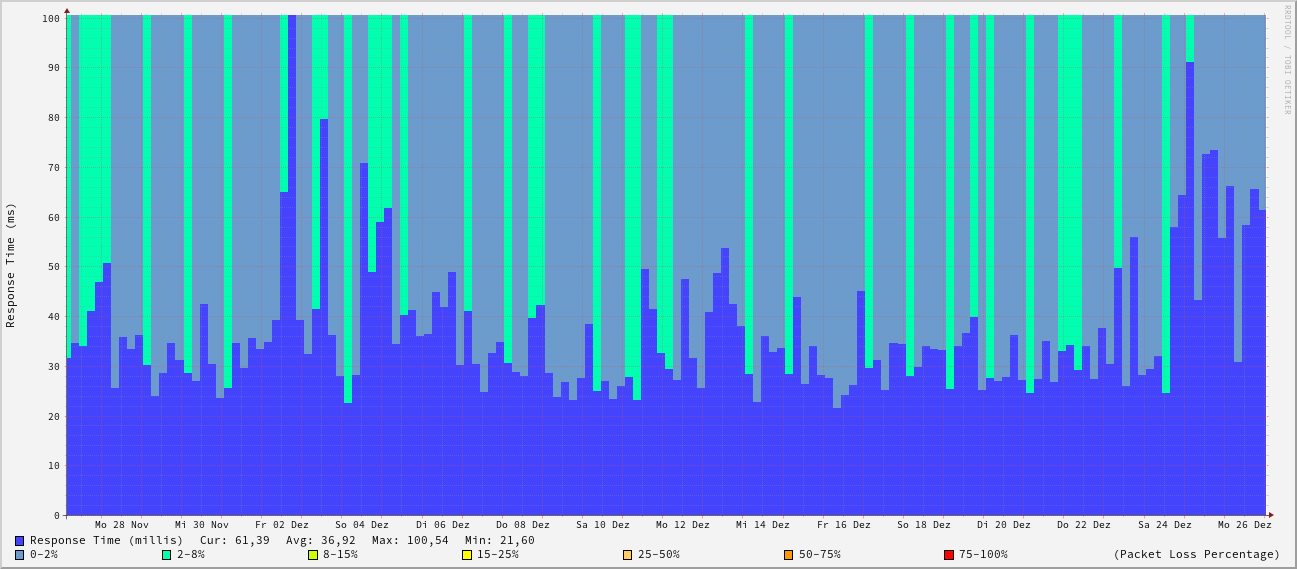 RRDTOOL / TOBI OETIKER
Response Time (ms)
100
90
80
70
60
50
40
30
20
10
0
Mo 28 Nov Mi 30 Nov Fr 02 Dez So 04 Dez Di 06 Dez Do 08 Dez Sa 10 Dez Mo 12 Dez Mi 14 Dez Fr 16 Dez So 18 Dez Di 20 Dez Do 22 Dez Sa 24 Dez Mo 26 Dez
Response Time (millis) Cur: 61,39 Avg: 36,92 Max: 100,54 Min: 21,60
0-2% 2-8% 8-15% 15-25% 25-50% 50-75% 75-100% (Packet Loss Percentage)